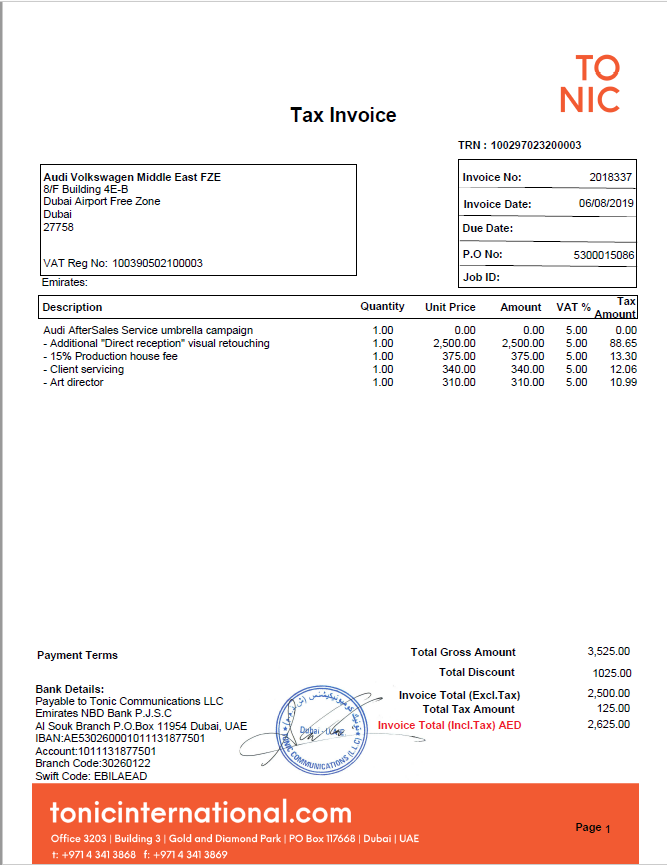 TO
NIC
Tax Invoice
TRN : 100297023200003
Audi Volkswagen Middle East FZE
8/F Building 4E-B
Dubai Airport Free Zone
Dubai
27758
VAT Reg No: 100390502100003
Emirates:
Invoice No: 2018337
Invoice Date: 06/08/2019
Due Date:
P.O No: 5300015086
Job ID:
Description Quantity Unit Price Amount VAT % Tax Amount
Audi AfterSales Service umbrella campaign 1.00 0.00 0.00 5.00 0.00
- Additional "Direct reception" visual retouching 1.00 2,500.00 2,500.00 5.00 88.65
- 15% Production house fee 1.00 375.00 375.00 5.00 13.30
- Client servicing 1.00 340.00 340.00 5.00 12.06
- Art director 1.00 310.00 310.00 5.00 10.99
Payment Terms
Total Gross Amount 3,525.00
Total Discount 1025.00
Invoice Total (Excl.Tax) 2,500.00
Total Tax Amount 125.00
Invoice Total (Incl.Tax) AED 2,625.00
Bank Details:
Payable to Tonic Communications LLC
Emirates NBD Bank P.J.S.C
Al Souk Branch P.O.Box 11954 Dubai, UAE
IBAN:AE530260001011131877501
Account:1011131877501
Branch Code:30260122
Swift Code: EBILAEAD
Dubai - U.A.E
TONIC COMMUNICATIONS (L.L.C)
tonicinternational.com
Office 3203 | Building 3 | Gold and Diamond Park | PO Box 117668 | Dubai | UAE
t: +971 4 341 3868 f: +971 4 341 3869
Page 1